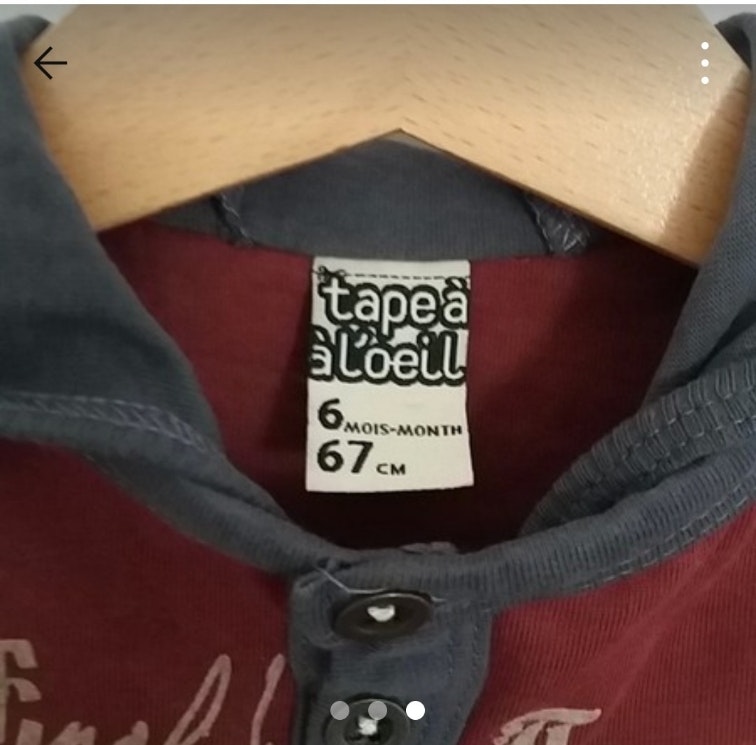 tape à
à l'oeil
6 MOIS-MONTH
67 CM